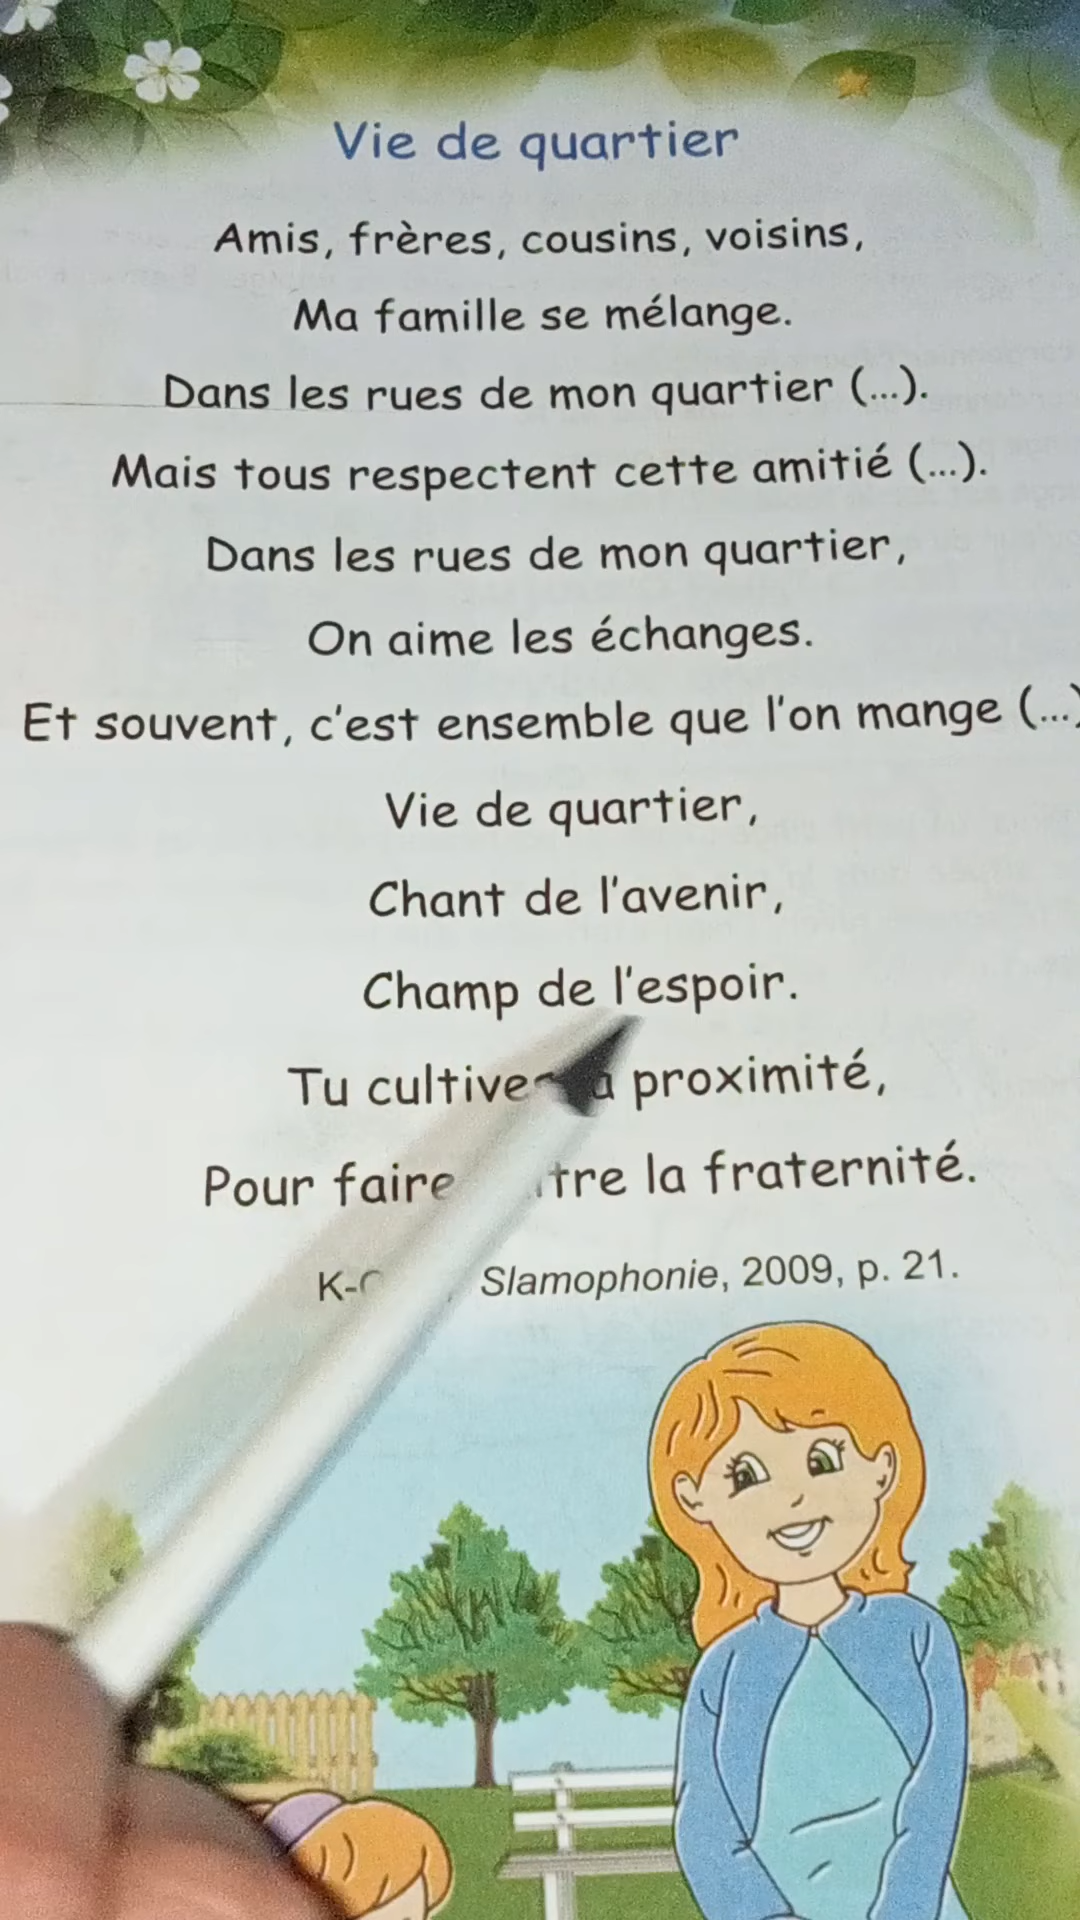 Vie de quartier
Amis, frères, cousins, voisins,
Ma famille se mélange.
Dans les rues de mon quartier (...).
Mais tous respectent cette amitié (...).
Dans les rues de mon quartier,
On aime les échanges.
Et souvent, c'est ensemble que l'on mange (...)
Vie de quartier,
Chant de l'avenir,
Champ de l'espoir.
Tu proximité,
Pour faire la fraternité.
Slamophonie, 2009, p. 21.